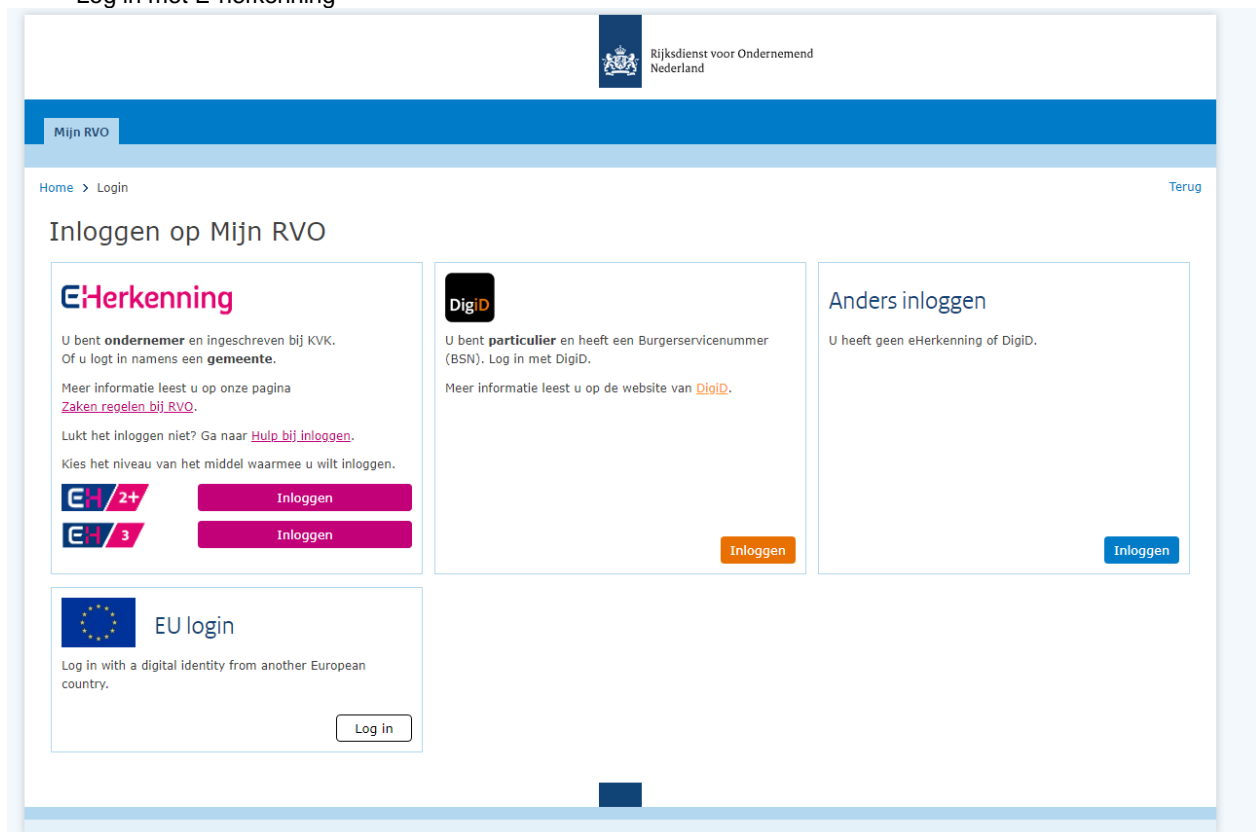 Log in met E-herkenning
Rijksdienst voor Ondernemend
Nederland
Mijn RVO
Home > Login
Terug
Inloggen op Mijn RVO
eHerkenning
U bent ondernemer en ingeschreven bij KVK.
Of u logt in namens een gemeente.
Meer informatie leest u op onze pagina
Zaken regelen bij RVO.
Lukt het inloggen niet? Ga naar Hulp bij inloggen.
Kies het niveau van het middel waarmee u wilt inloggen.
EH 2+
Inloggen
EH 3
Inloggen
DigiD
U bent particulier en heeft een Burgerservicenummer
(BSN). Log in met DigiD.
Meer informatie leest u op de website van DigiD.
Inloggen
Anders inloggen
U heeft geen eHerkenning of DigiD.
Inloggen
EU login
Log in with a digital identity from another European
country.
Log in